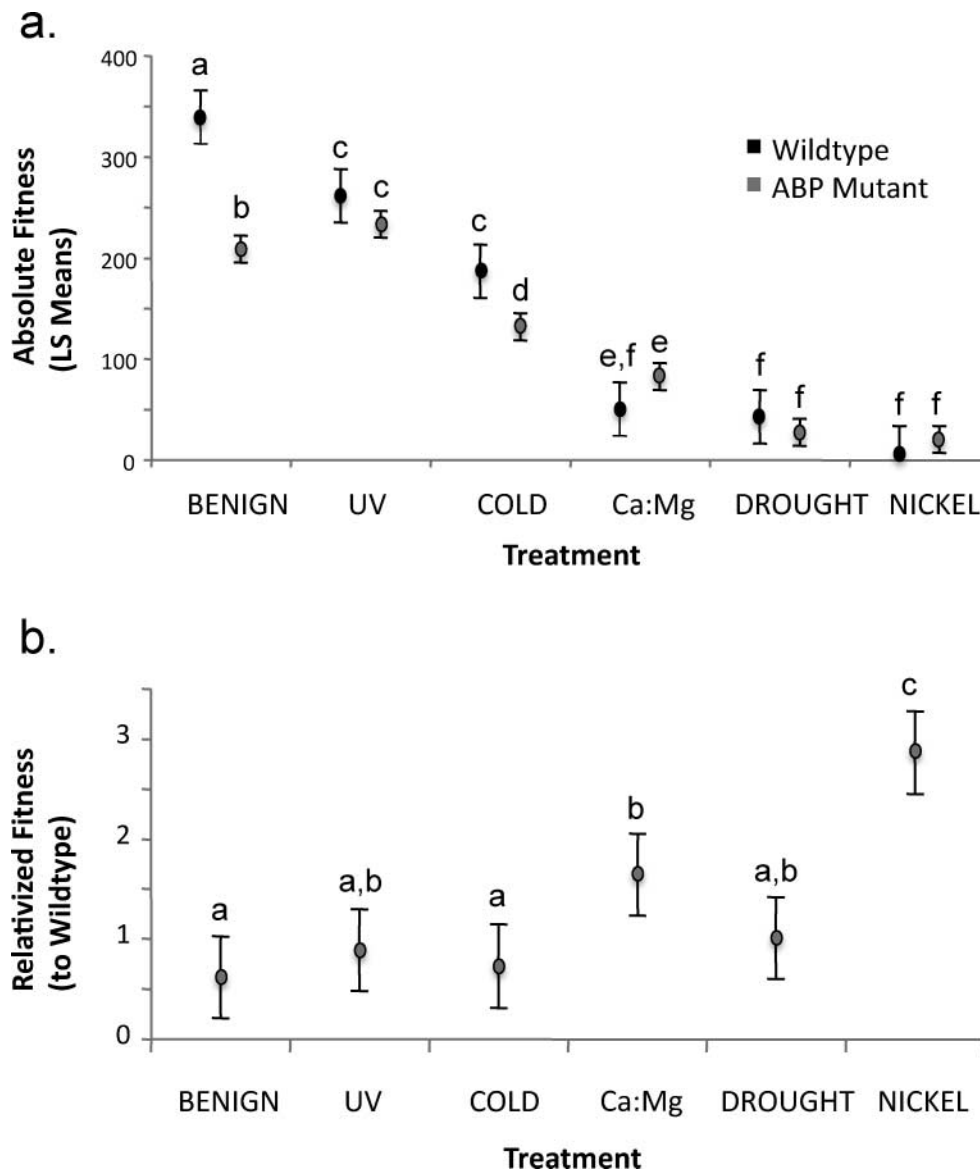 a.
400
300
200
100
0
Absolute Fitness
(LS Means)
a
b
c
c
c
d
e,f
e
f
f
f
f
Wildtype
ABP Mutant
BENIGN UV COLD Ca:Mg DROUGHT NICKEL
Treatment
b.
3
2
1
0
Relativized Fitness
(to Wildtype)
a
a,b
a
b
a,b
c
BENIGN UV COLD Ca:Mg DROUGHT NICKEL
Treatment